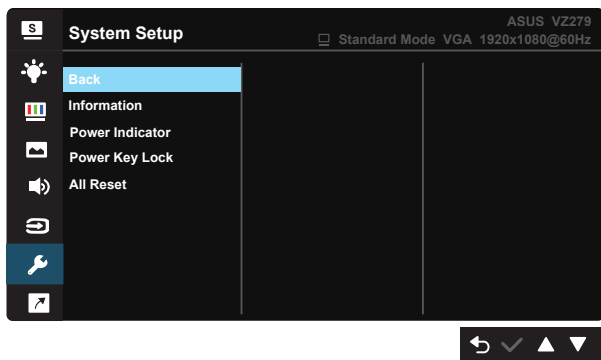 S
System Setup
ASUS VZ279
Standard Mode VGA 1920x1080@60Hz
Back
Information
Power Indicator
Power Key Lock
All Reset